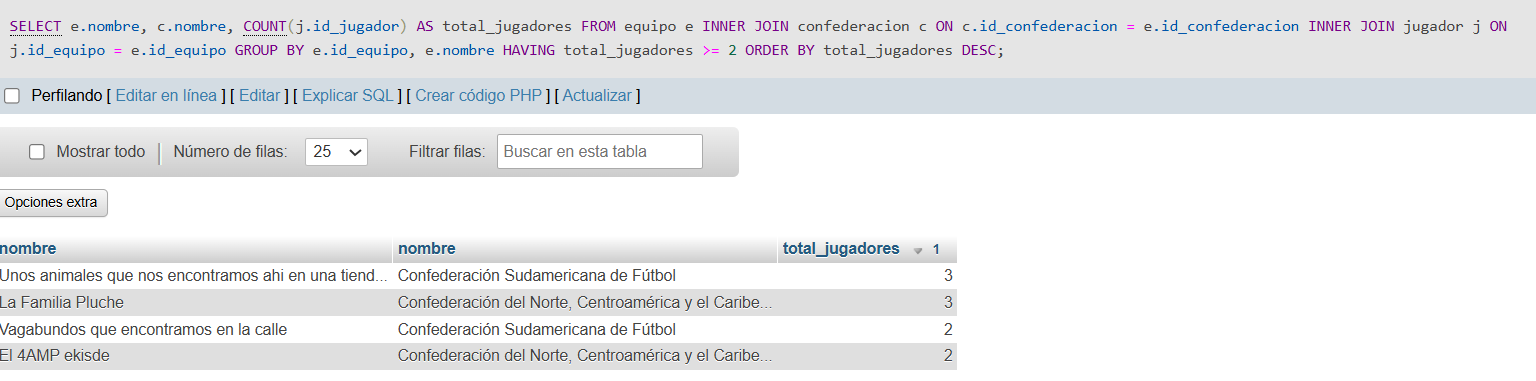 SELECT e.nombre, c.nombre, COUNT(j.id_jugador) AS total_jugadores FROM equipo e INNER JOIN confederacion c ON c.id_confederacion = e.id_confederacion INNER JOIN jugador j ON
j.id_equipo = e.id_equipo GROUP BY e.id_equipo, e.nombre HAVING total_jugadores >= 2 ORDER BY total_jugadores DESC;
Perfilando [ Editar en línea ] [ Editar ] [ Explicar SQL ] [ Crear código PHP ] [ Actualizar ]
Mostrar todo Número de filas: 25 Filtrar filas: Buscar en esta tabla
Opciones extra
nombre nombre total_jugadores 1
Unos animales que nos encontramos ahi en una tiend... Confederación Sudamericana de Fútbol 3
La Familia Pluche Confederación del Norte, Centroamérica y el Caribe... 3
Vagabundos que encontramos en la calle Confederación Sudamericana de Fútbol 2
El 4AMP ekisde Confederación del Norte, Centroamérica y el Caribe... 2